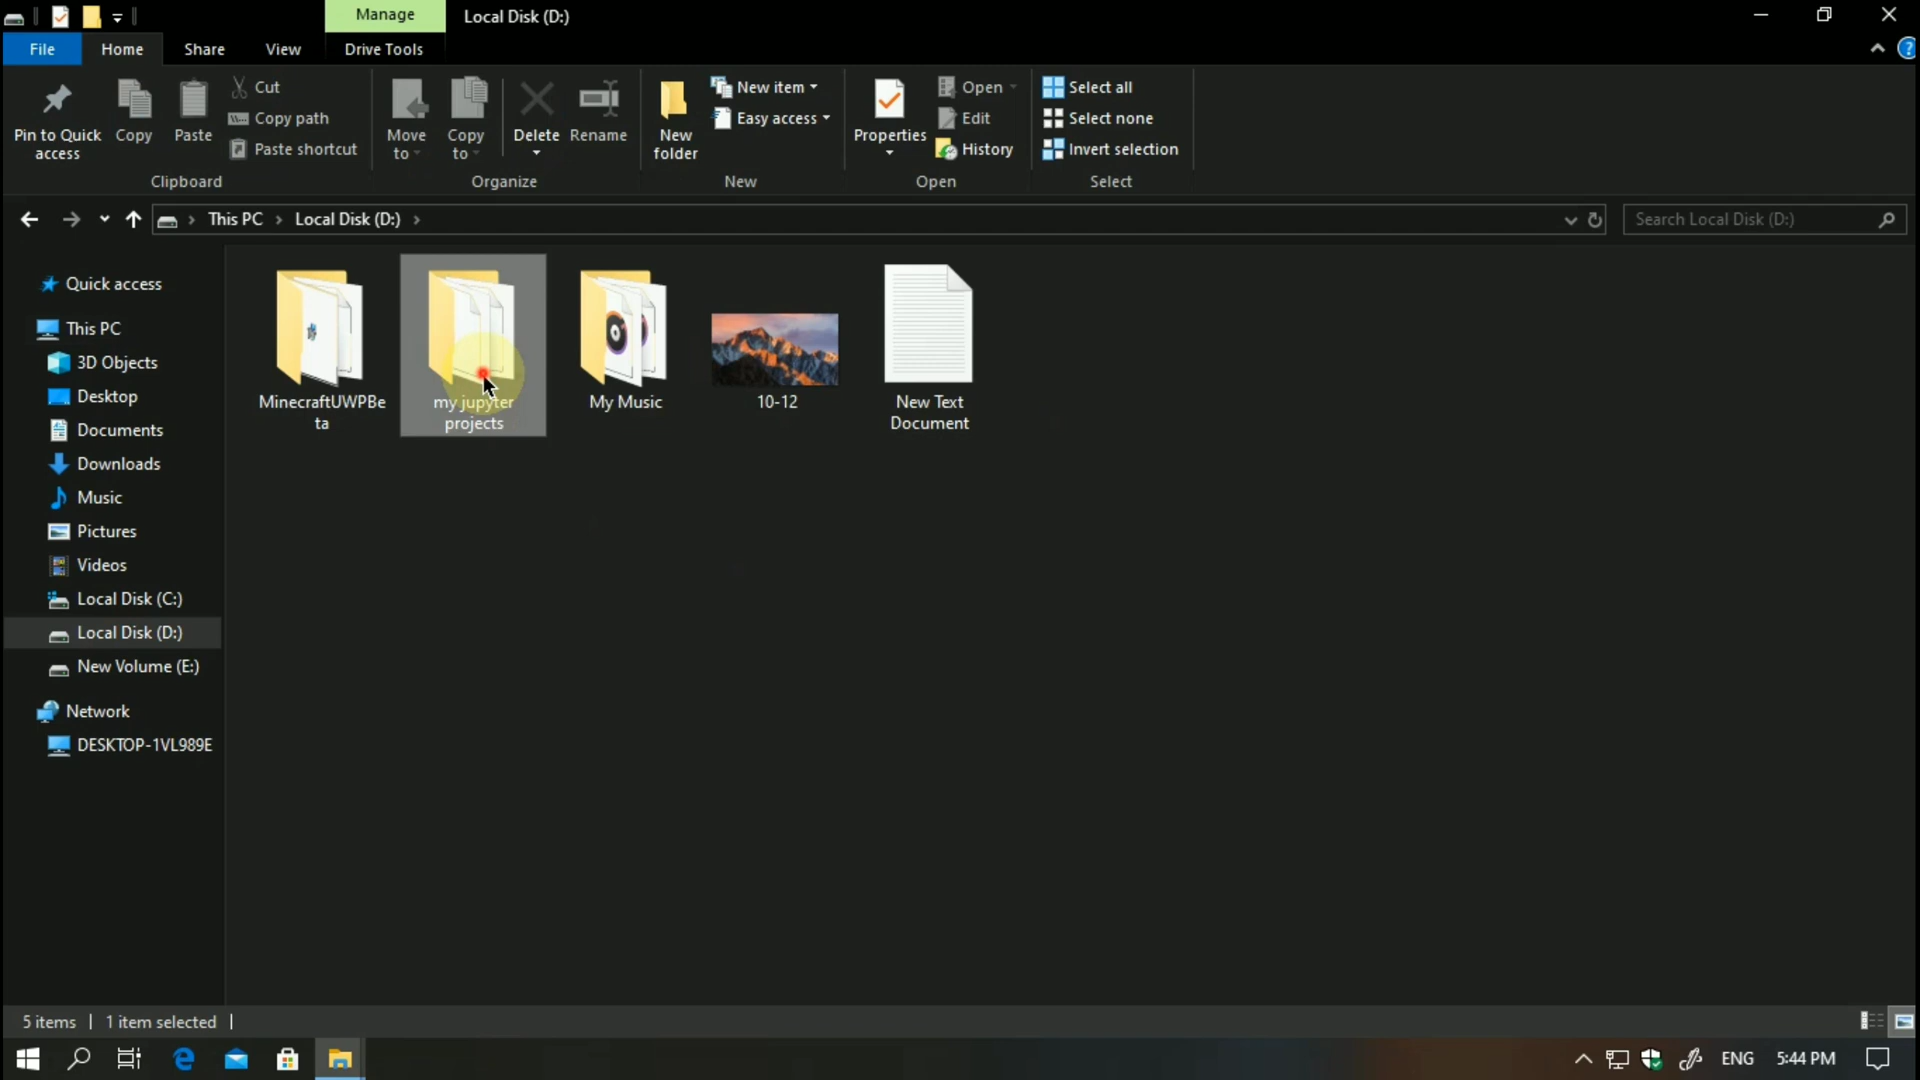 Manage
Local Disk (D:)
File
Home
Share
View
Drive Tools
Pin to Quick
access
Copy
Paste
Cut
Copy path
Paste shortcut
Clipboard
Move
to
Copy
to
Delete
Rename
Organize
New
folder
New item
Easy access
New
Properties
Open
Edit
History
Open
Select all
Select none
Invert selection
Select
This PC
Local Disk (D:)
Search Local Disk (D:)
Quick access
This PC
3D Objects
Desktop
Documents
Downloads
Music
Pictures
Videos
Local Disk (C:)
Local Disk (D:)
New Volume (E:)
Network
DESKTOP-1VL989E
MinecraftUWPBe
ta
my jupyter
projects
My Music
10-12
New Text
Document
5 items
1 item selected
ENG
5:44 PM